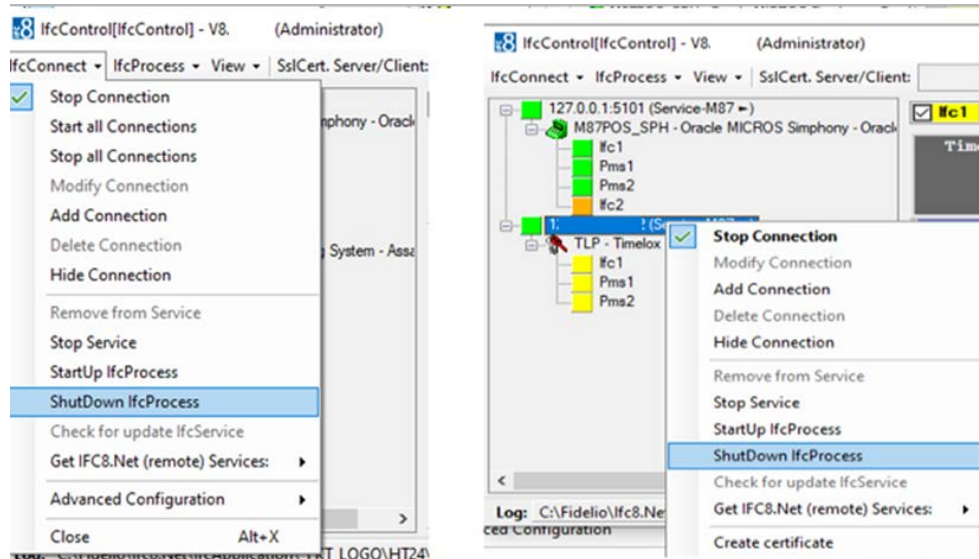 IfcControl[IfcControl] - V8. (Administrator)
IfcConnect IfcProcess View SslCert. Server/Client:
Stop Connection
Start all Connections
Stop all Connections
Modify Connection
Add Connection
Delete Connection
Hide Connection
Remove from Service
Stop Service
StartUp IfcProcess
ShutDown IfcProcess
Check for update IfcService
Get IFC8.Net (remote) Services:
Advanced Configuration
Close Alt+X
phony - Oracle
System - Assa
IfcControl[IfcControl] - V8. (Administrator)
IfcConnect IfcProcess View SslCert. Server/Client:
127.0.0.1:5101 (Service-M87
M87POS_SPH - Oracle MICROS Simphony - Oracle
Ifc1
Pms1
Pms2
Ifc2
TLP - Timelox
Ifc1
Pms1
Pms2
Ifc1
Time
Stop Connection
Modify Connection
Add Connection
Delete Connection
Hide Connection
Remove from Service
Stop Service
StartUp IfcProcess
ShutDown IfcProcess
Check for update IfcService
Get IFC8.Net (remote) Services:
Create certificate
Log: C:\Fidelio\Ifc8.Ne
ced Configuration